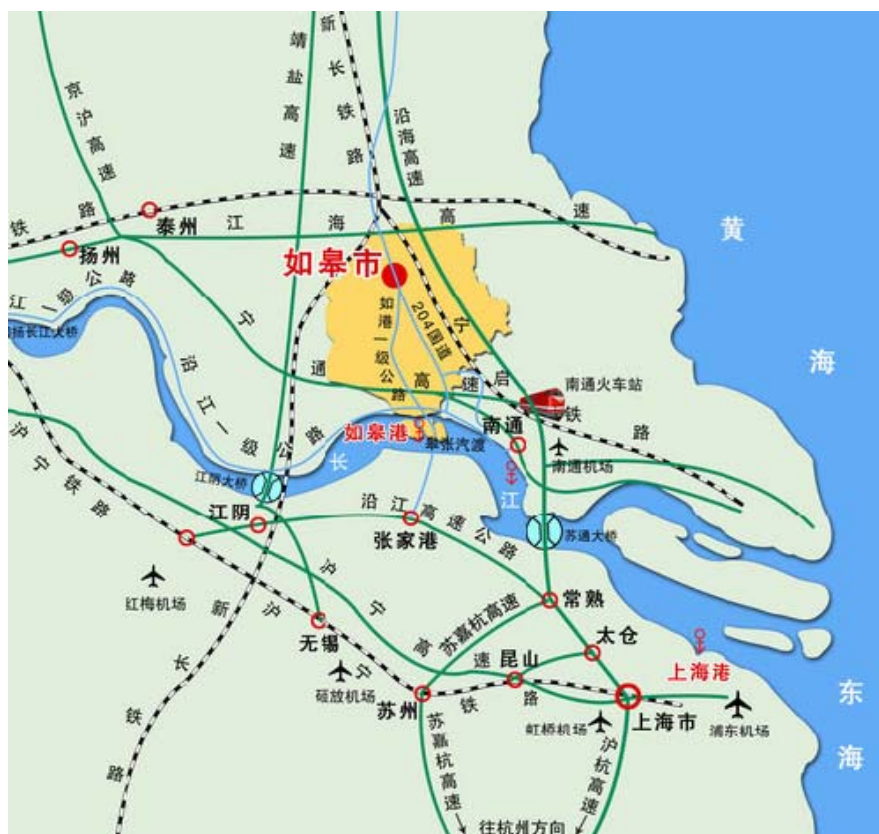 京沪高速
靖盐高速
新长铁路
沿海高速
铁路
泰州
江海高速
扬州
江一级公路
扬长江大桥
沿江一级公路
如皋市
如港一级公路
204国道
宁通高速
宁启铁路
南通火车站
南通
南通机场
如皋港
皋张汽渡
长江
江阴大桥
江阴
沿江高速公路
张家港
苏通大桥
沪宁铁路
红梅机场
新长铁路
沪宁高速
沪宁铁路
无锡
硕放机场
苏嘉杭高速
常熟
太仓
昆山
苏州
上海港
上海市
虹桥机场
浦东机场
苏嘉杭高速
沪杭高速
往杭州方向
黄海
东海